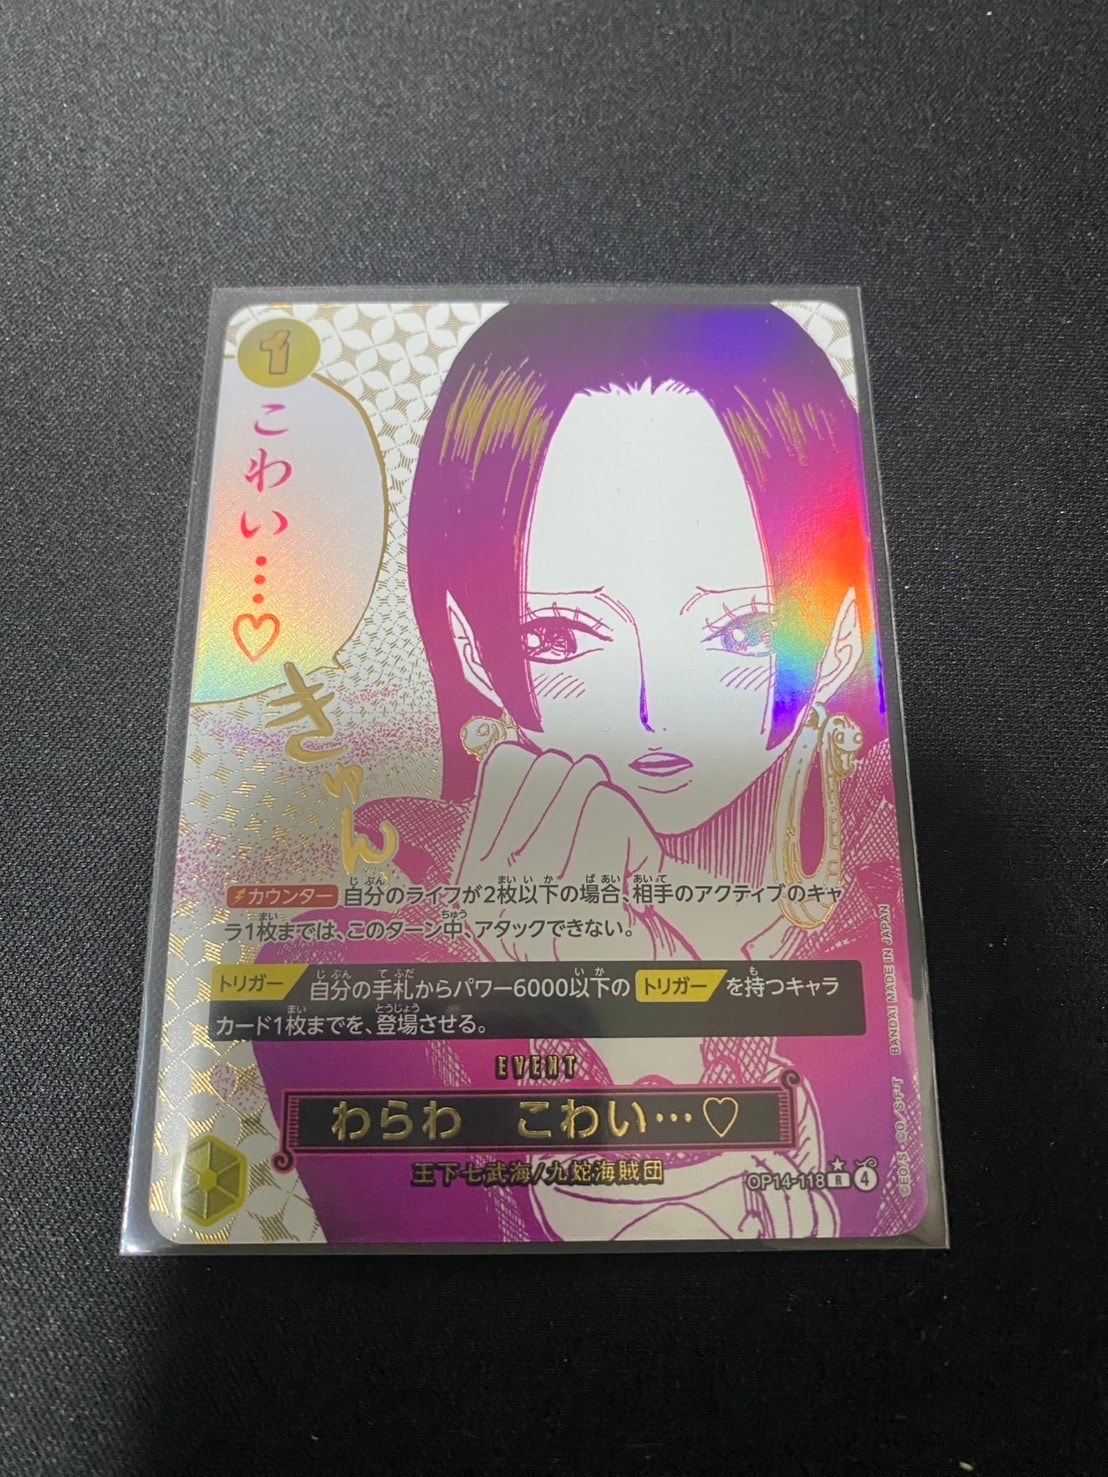 1
こわい…♡
きゅん
カウンター 自分のライフが2枚以下の場合、相手のアクティブのキャ
ラ1枚までは、このターン中、アタックできない。
トリガー 自分の手札からパワー6000以下の トリガー を持つキャラ
カード1枚までを、登場させる。
EVENT
わらわ こわい…♡
王下七武海/九蛇海賊団
OP14-118 R 4
©E.O./S. ©O./S.F.T BANDAI MADE IN JAPAN